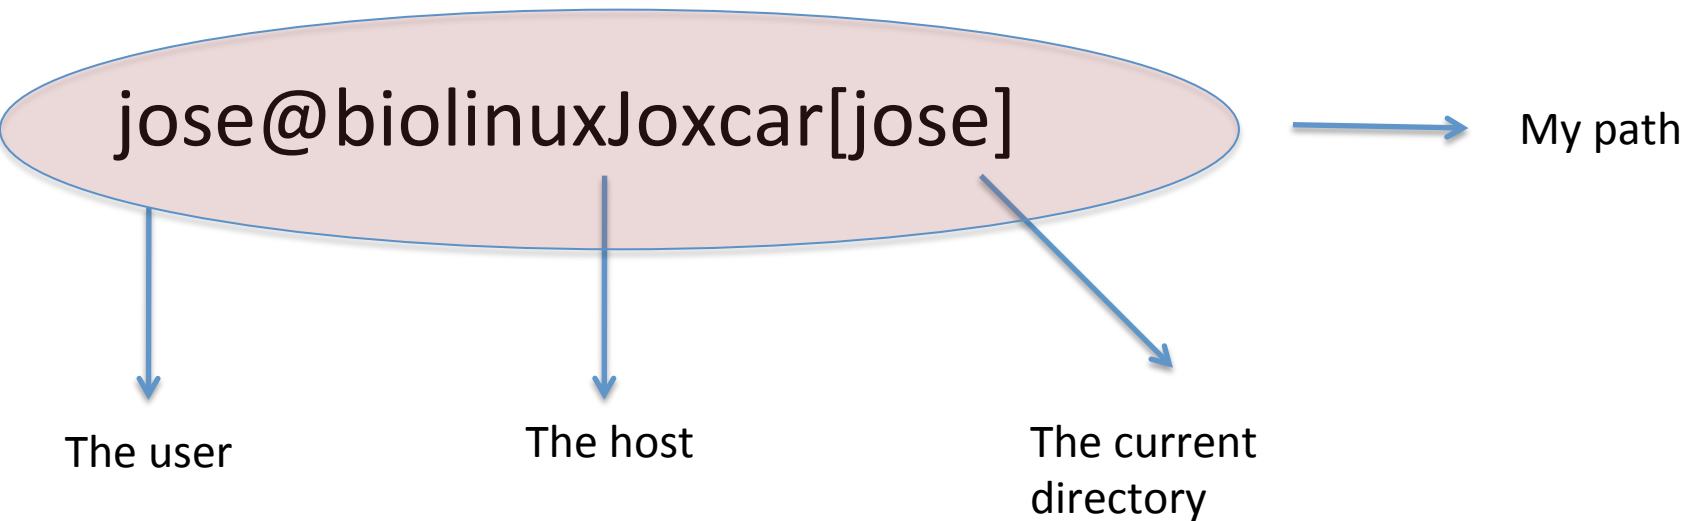 jose@biolinuxJoxcar[jose]
My path
The user
The host
The current
directory